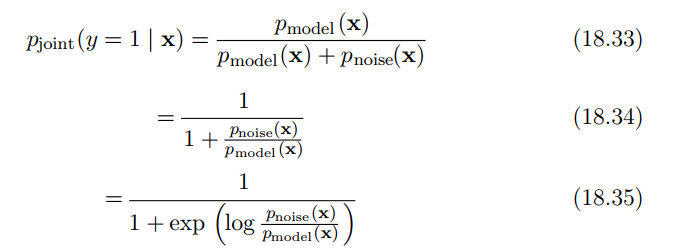 p_joint(y = 1 | x) = p_model(x) / (p_model(x) + p_noise(x)) (18.33)
= 1 / (1 + p_noise(x) / p_model(x)) (18.34)
= 1 / (1 + exp (log p_noise(x) / p_model(x))) (18.35)